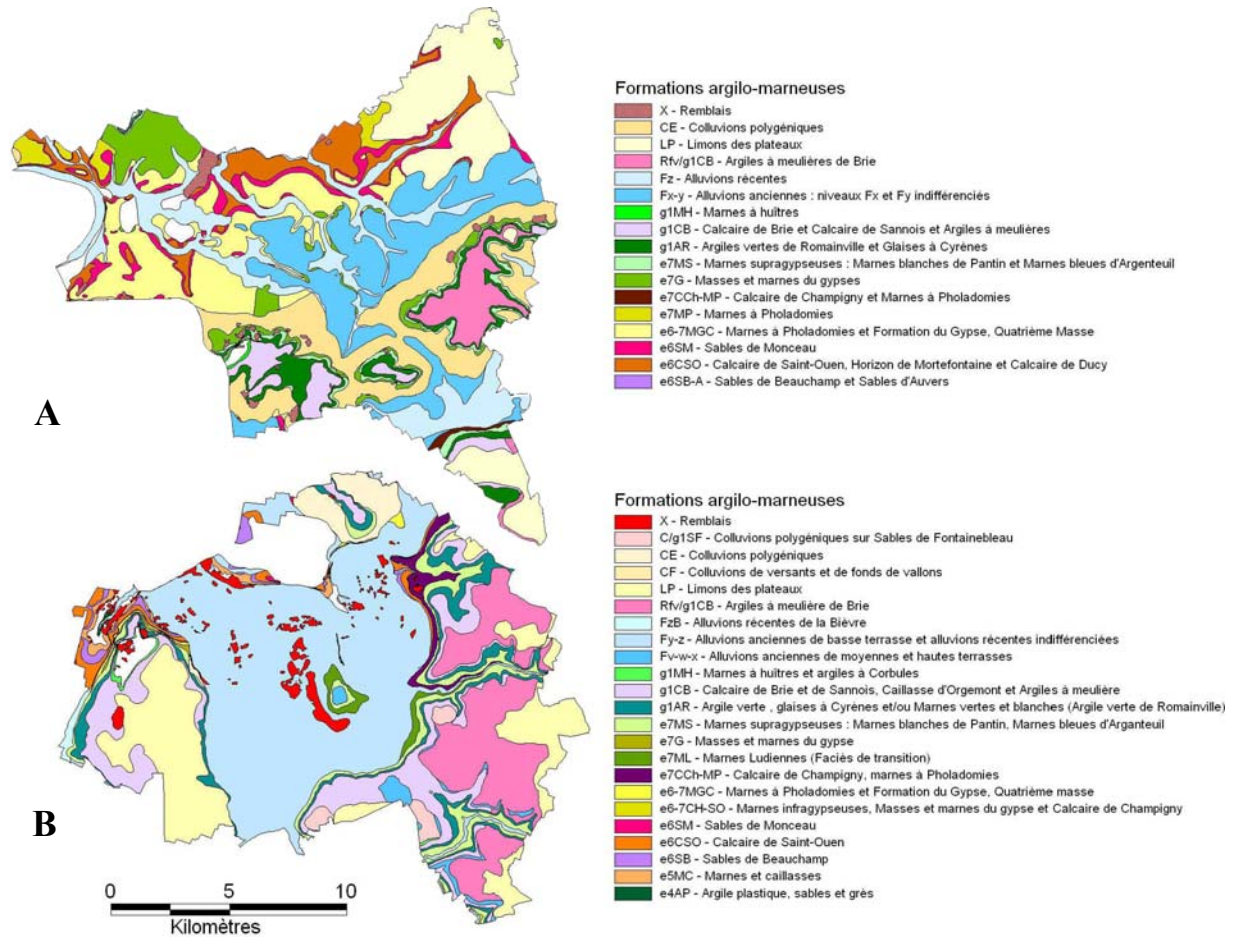 Formations argilo-marneuses
X - Remblais
CE - Colluvions polygéniques
LP - Limons des plateaux
Rfv/g1CB - Argiles à meulières de Brie
Fz - Alluvions récentes
Fx-y - Alluvions anciennes : niveaux Fx et Fy indifférenciés
g1MH - Marnes à huîtres
g1CB - Calcaire de Brie et Calcaire de Sannois et Argiles à meulières
g1AR - Argiles vertes de Romainville et Glaises à Cyrènes
e7MS - Marnes supragypseuses : Marnes blanches de Pantin et Marnes bleues d'Argenteuil
e7G - Masses et marnes du gypses
e7CCh-MP - Calcaire de Champigny et Marnes à Pholadomies
e7MP - Marnes à Pholadomies
e6-7MGC - Marnes à Pholadomies et Formation du Gypse, Quatrième Masse
e6SM - Sables de Monceau
e6CSO - Calcaire de Saint-Ouen, Horizon de Mortefontaine et Calcaire de Ducy
e6SB-A - Sables de Beauchamp et Sables d'Auvers
A
Formations argilo-marneuses
X - Remblais
C/g1SF - Colluvions polygéniques sur Sables de Fontainebleau
CE - Colluvions polygéniques
CF - Colluvions de versants et de fonds de vallons
LP - Limons des plateaux
Rfv/g1CB - Argiles à meulière de Brie
FzB - Alluvions récentes de la Bièvre
Fy-z - Alluvions anciennes de basse terrasse et alluvions récentes indifférenciées
Fv-w-x - Alluvions anciennes de moyennes et hautes terrasses
g1MH - Marnes à huîtres et argiles à Corbules
g1CB - Calcaire de Brie et de Sannois, Caillasse d'Orgemont et Argiles à meulière
g1AR - Argile verte , glaises à Cyrènes et/ou Marnes vertes et blanches (Argile verte de Romainville)
e7MS - Marnes supragypseuses : Marnes blanches de Pantin, Marnes bleues d'Arganteuil
e7G - Masses et marnes du gypse
e7ML - Marnes Ludiennes (Faciès de transition)
e7CCh-MP - Calcaire de Champigny, marnes à Pholadomies
e6-7MGC - Marnes à Pholadomies et Formation du Gypse, Quatrième masse
e6-7CH-SO - Marnes infragypseuses, Masses et marnes du gypse et Calcaire de Champigny
e6SM - Sables de Monceau
e6CSO - Calcaire de Saint-Ouen
e6SB - Sables de Beauchamp
e5MC - Marnes et caillasses
e4AP - Argile plastique, sables et grès
B
0 5 10
Kilomètres